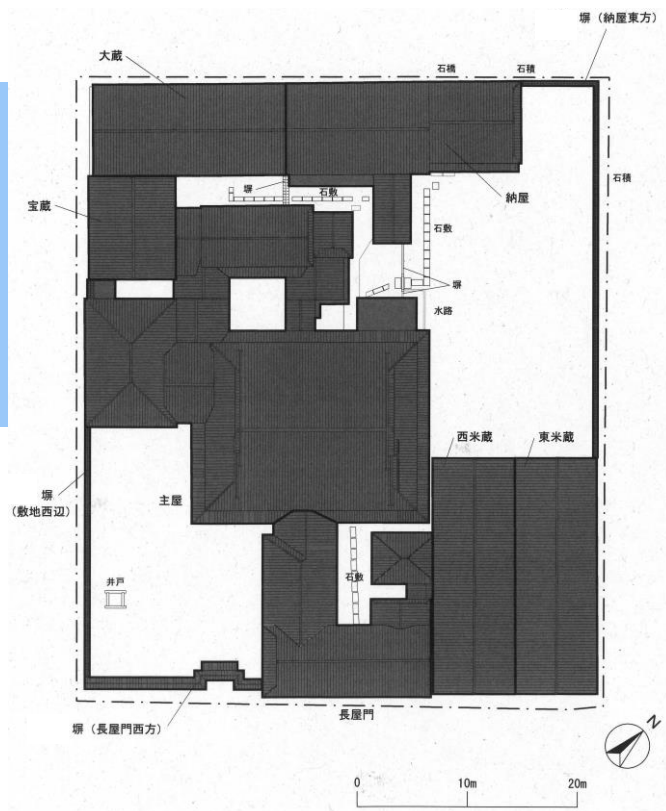 塀（納屋東方）
大蔵
石橋
石積
石積
宝蔵
塀
石敷
納屋
石敷
塀
水路
西米蔵
東米蔵
塀
（敷地西辺）
主屋
井戸
石敷
長屋門
塀（長屋門西方）
N
0
10m
20m